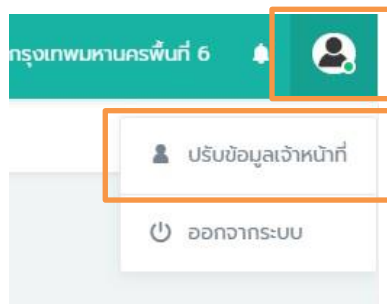 กรุงเทพมหานครพื้นที่ 6
ปรับข้อมูลเจ้าหน้าที่
ออกจากระบบ